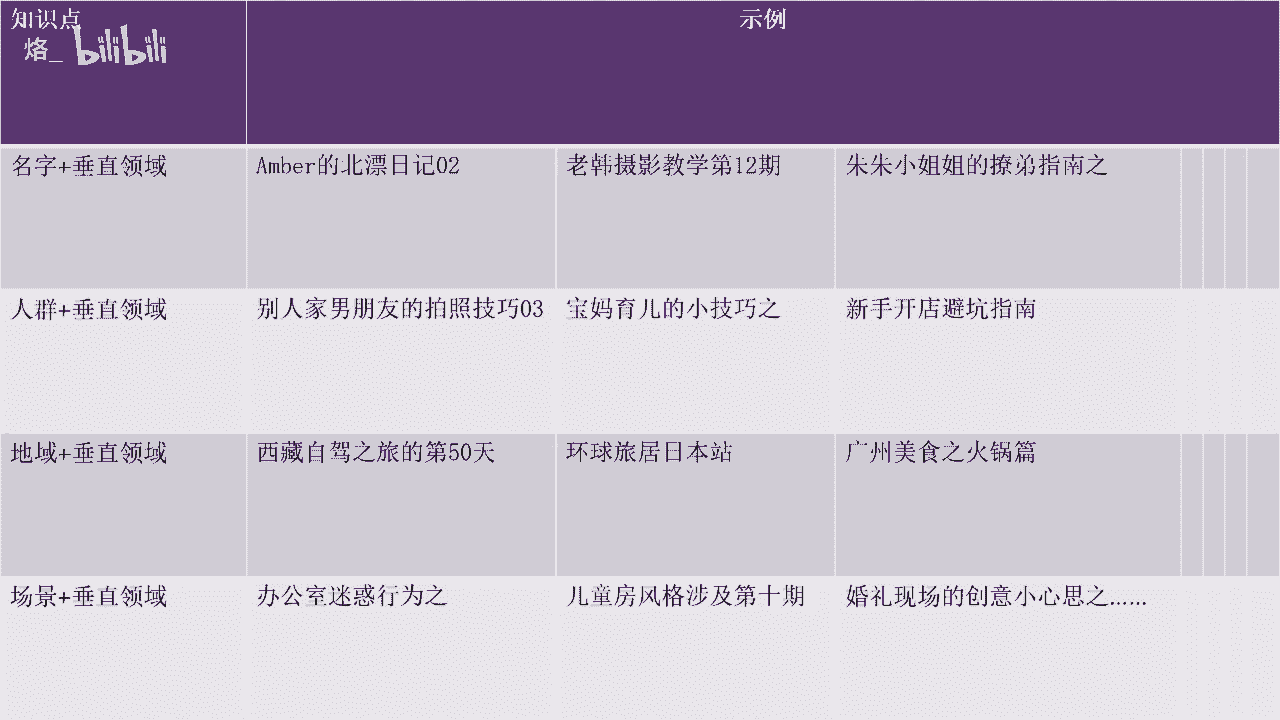 知识点
示例
烙_ bilibili
名字+垂直领域
Amber的北漂日记02
老韩摄影教学第12期
朱朱小姐姐的撩弟指南之
人群+垂直领域
别人家男朋友的拍照技巧03
宝妈育儿的小技巧之
新手开店避坑指南
地域+垂直领域
西藏自驾之旅的第50天
环球旅居日本站
广州美食之火锅篇
场景+垂直领域
办公室迷惑行为之
儿童房风格涉及第十期
婚礼现场的创意小心思之......